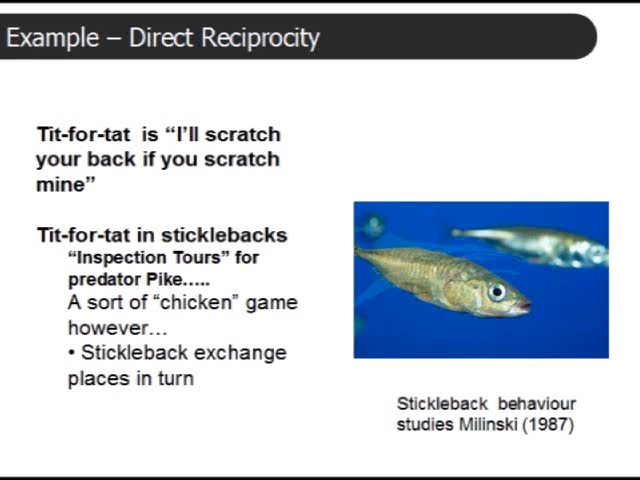 Example – Direct Reciprocity
Tit-for-tat is “I’ll scratch
your back if you scratch
mine”
Tit-for-tat in sticklebacks
“Inspection Tours” for
predator Pike…..
A sort of “chicken” game
however…
• Stickleback exchange
places in turn
Stickleback behaviour
studies Milinski (1987)